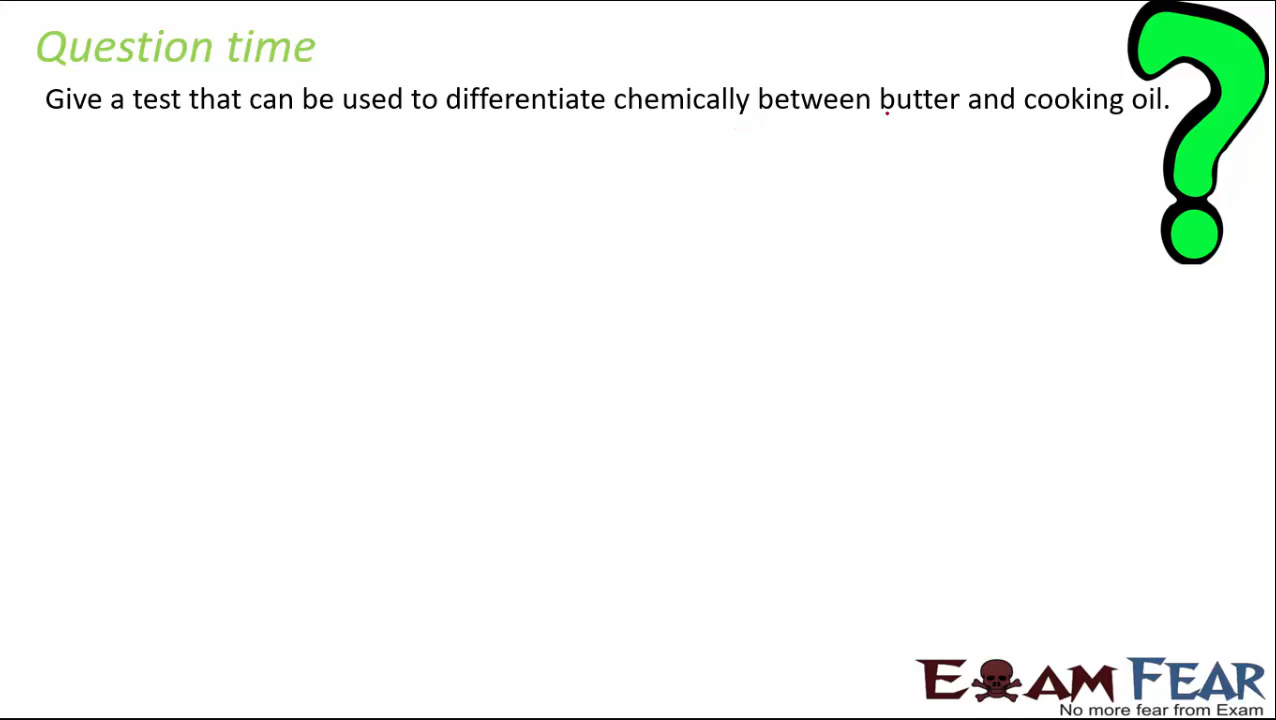 Question time
Give a test that can be used to differentiate chemically between butter and cooking oil.
?
EXAM FEAR
No more fear from Exam